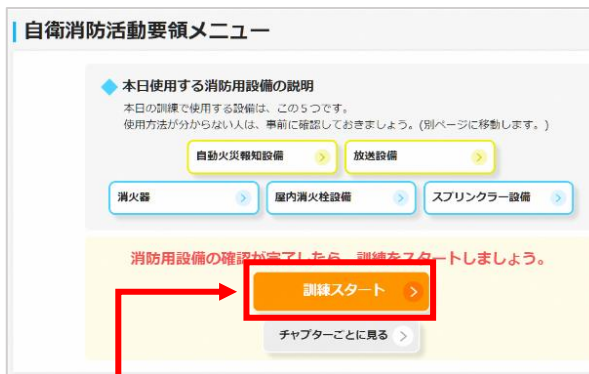 自衛消防活動要領メニュー
本日使用する消防用設備の説明
本日の訓練で使用する設備は、この5つです。
使用方法が分からない人は、事前に確認しておきましょう。(別ページに移動します。)
自動火災報知設備
放送設備
消火器
屋内消火栓設備
スプリンクラー設備
消防用設備の確認が完了したら、訓練をスタートしましょう。
訓練スタート
チャプターごとに見る